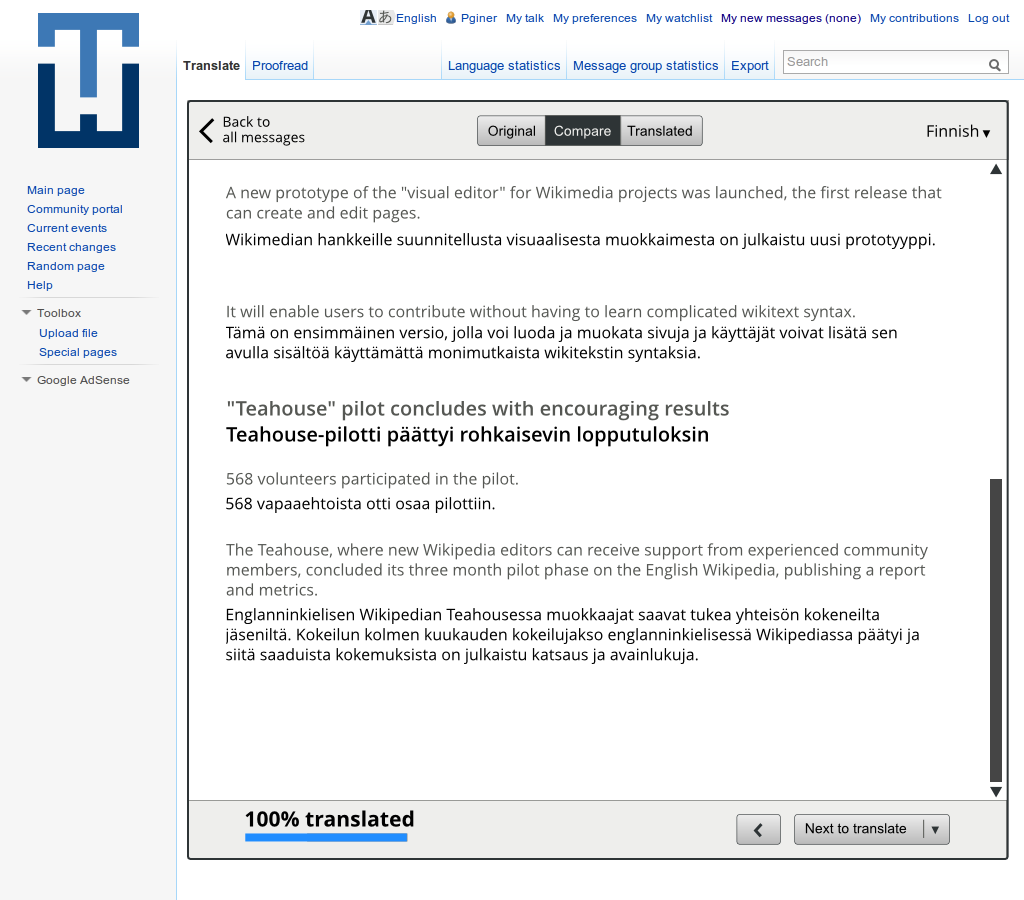 Aあ English Pginer My talk My preferences My watchlist My new messages (none) My contributions Log out
Translate Proofread Language statistics Message group statistics Export Search
Main page
Community portal
Current events
Recent changes
Random page
Help
Toolbox
Upload file
Special pages
Google AdSense
Back to
all messages
Original Compare Translated
Finnish
A new prototype of the "visual editor" for Wikimedia projects was launched, the first release that
can create and edit pages.
Wikimedian hankkeille suunnitellusta visuaalisesta muokkaimesta on julkaistu uusi prototyyppi.
It will enable users to contribute without having to learn complicated wikitext syntax.
Tämä on ensimmäinen versio, jolla voi luoda ja muokata sivuja ja käyttäjät voivat lisätä sen
avulla sisältöä käyttämättä monimutkaista wikitekstin syntaksia.
"Teahouse" pilot concludes with encouraging results
Teahouse-pilotti päättyi rohkaisevin lopputuloksin
568 volunteers participated in the pilot.
568 vapaaehtoista otti osaa pilottiin.
The Teahouse, where new Wikipedia editors can receive support from experienced community
members, concluded its three month pilot phase on the English Wikipedia, publishing a report
and metrics.
Englanninkielisen Wikipedian Teahousessa muokkaajat saavat tukea yhteisön kokeneilta
jäseniltä. Kokeilun kolmen kuukauden kokeilujakso englanninkielisessä Wikipediassa päätyi ja
siitä saaduista kokemuksista on julkaistu katsaus ja avainlukuja.
100% translated
Next to translate